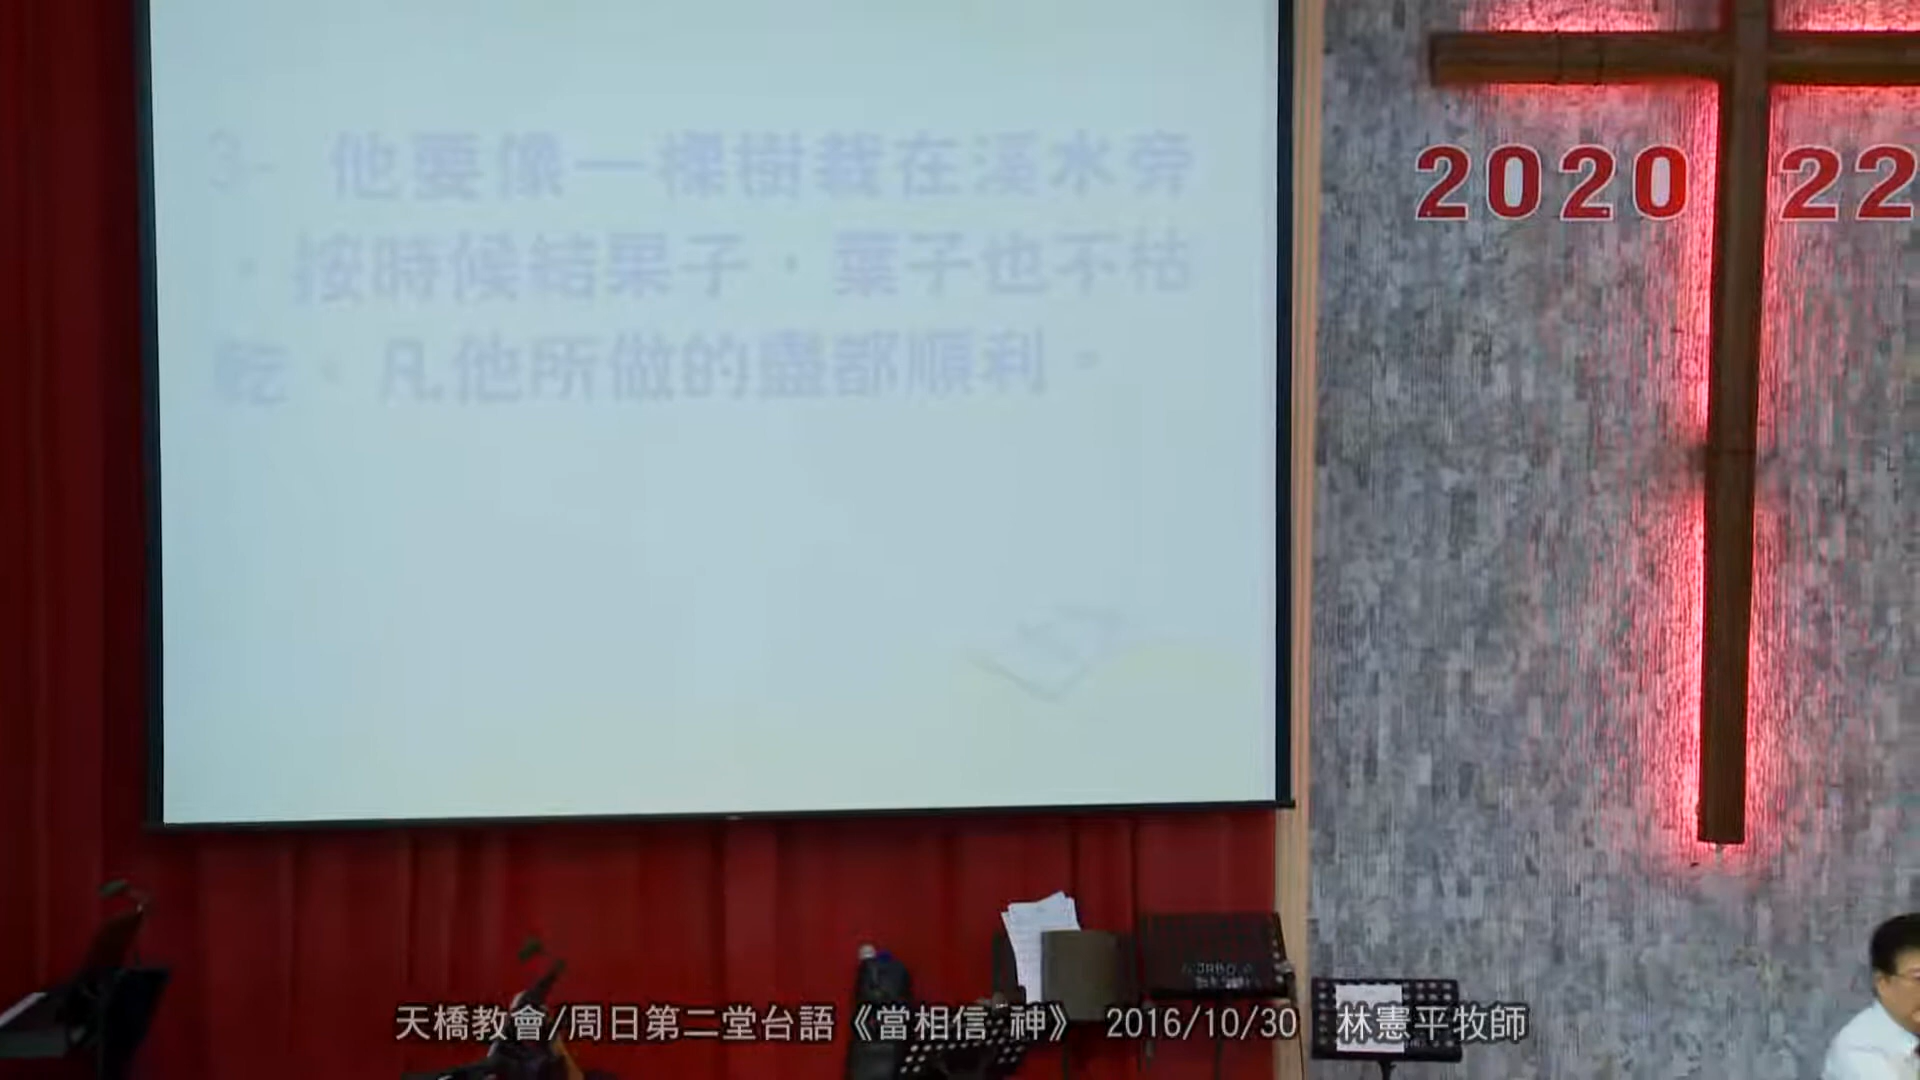 3- 他要像一棵樹栽在溪水旁
，按時候結果子，葉子也不枯
乾。凡他所做的盡都順利。
2020 22
天橋教會/周日第二堂台語《當相信 神》 2016/10/30 林憲平牧師